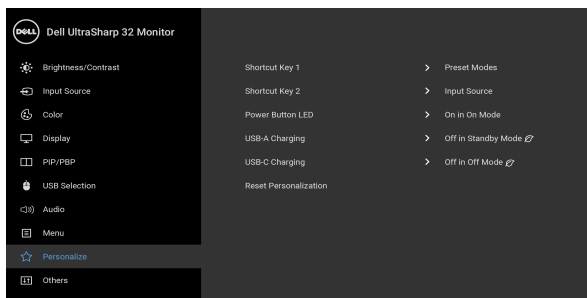 DELL Dell UltraSharp 32 Monitor
Brightness/Contrast Shortcut Key 1 > Preset Modes
Input Source Shortcut Key 2 > Input Source
Color Power Button LED > On in On Mode
Display USB-A Charging > Off in Standby Mode
PIP/PBP USB-C Charging > Off in Off Mode
USB Selection Reset Personalization
Audio
Menu
Personalize
Others